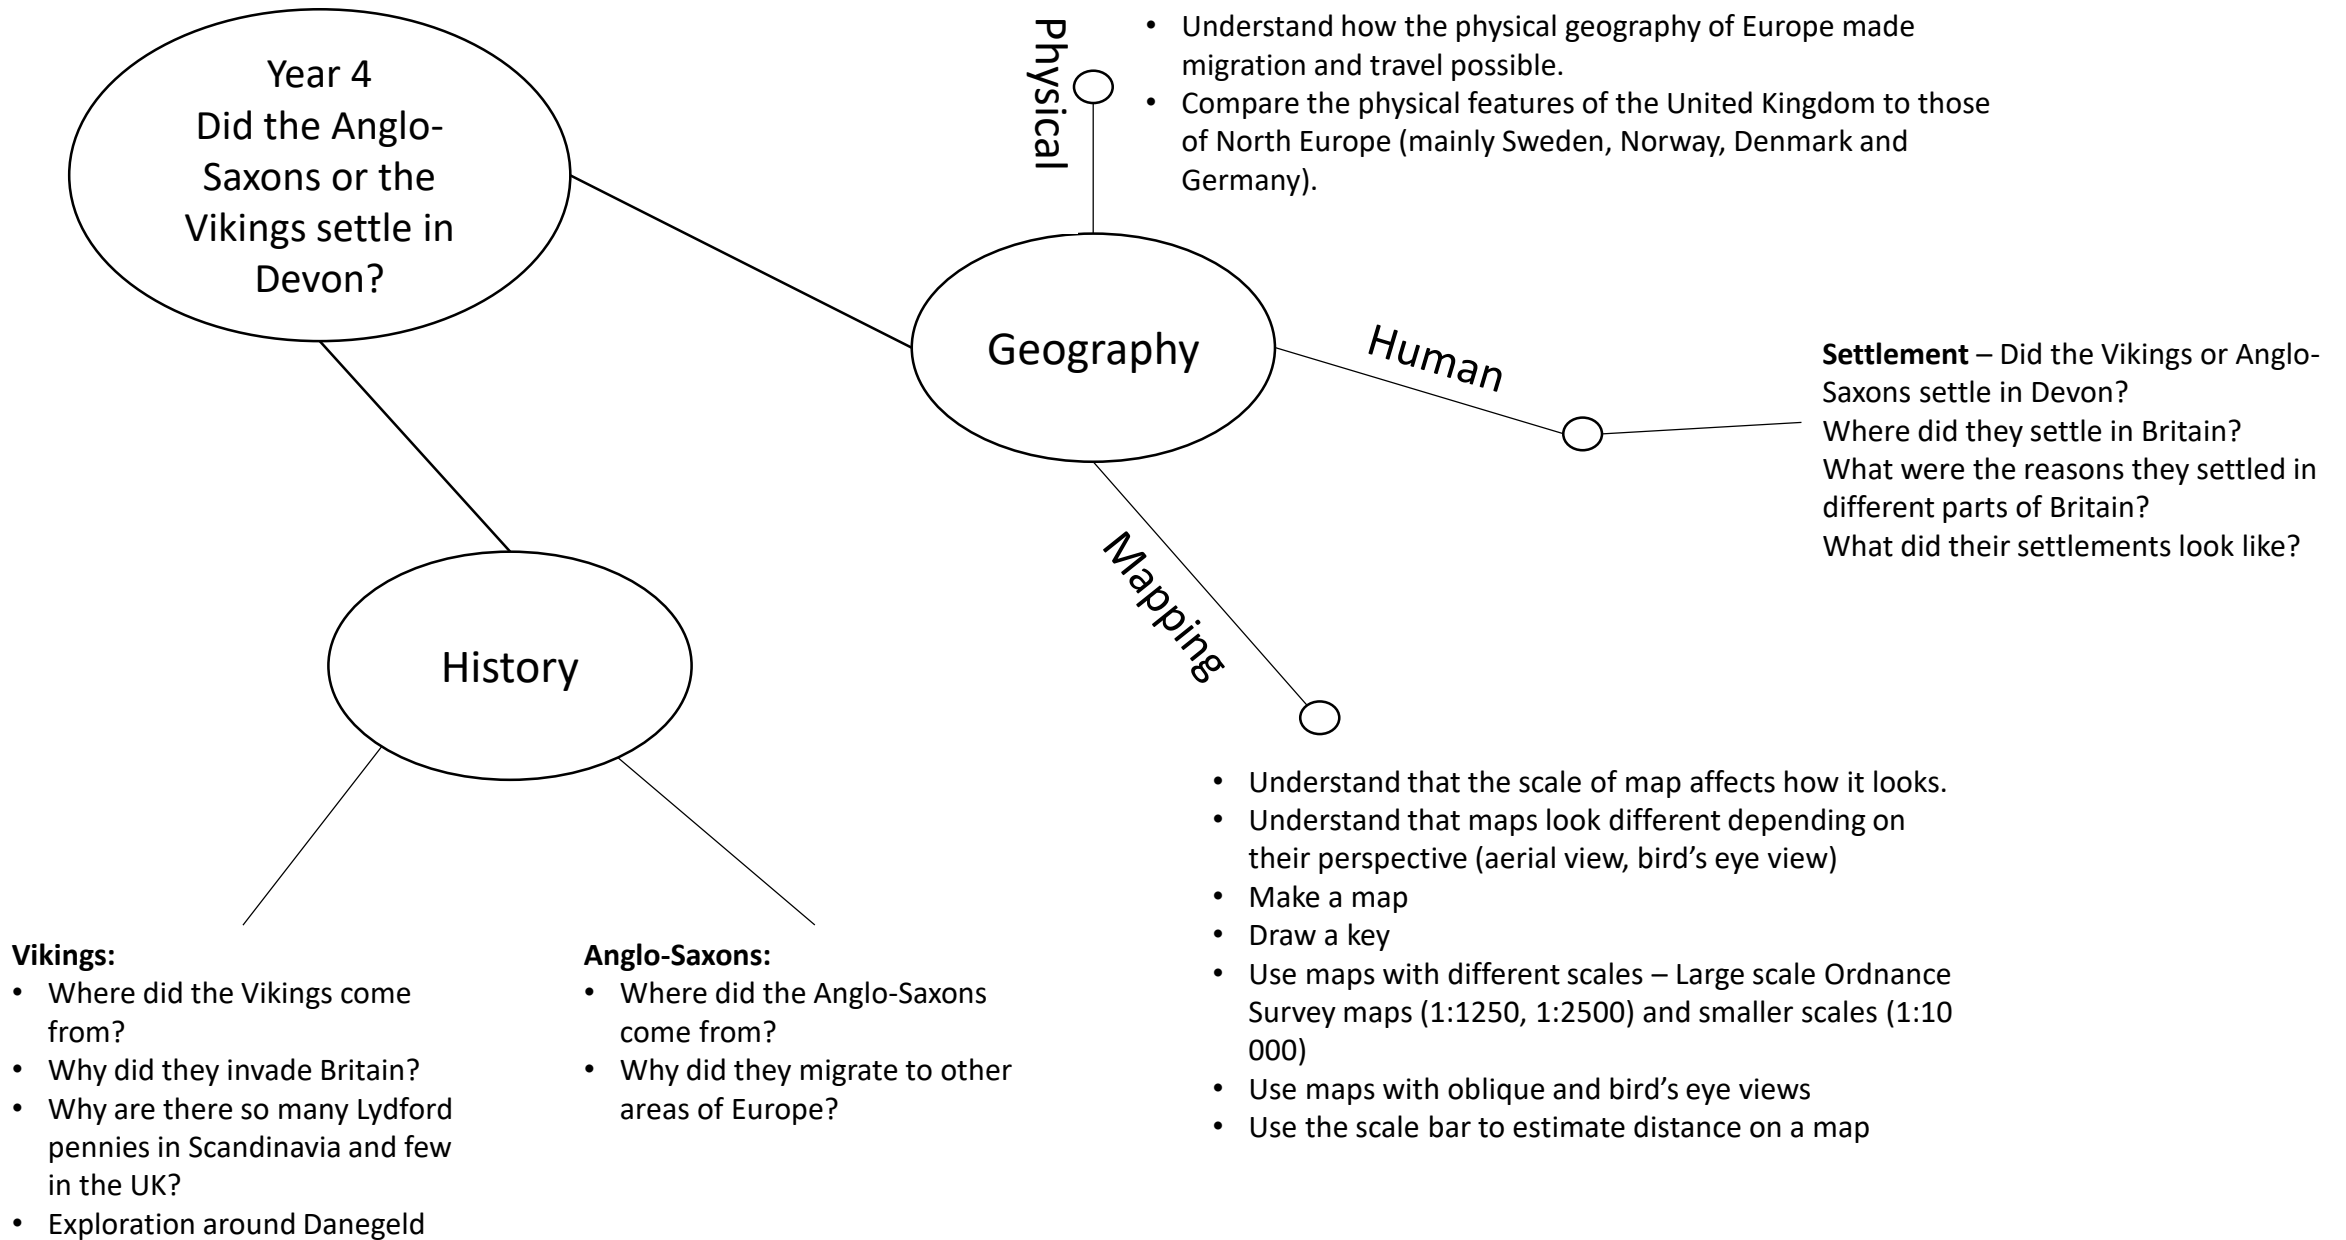 Year 4
Did the Anglo-
Saxons or the
Vikings settle in
Devon?
Physical
• Understand how the physical geography of Europe made
migration and travel possible.
• Compare the physical features of the United Kingdom to those
of North Europe (mainly Sweden, Norway, Denmark and
Germany).
Geography
Human
Settlement – Did the Vikings or Anglo-
Saxons settle in Devon?
Where did they settle in Britain?
What were the reasons they settled in
different parts of Britain?
What did their settlements look like?
Mapping
• Understand that the scale of map affects how it looks.
• Understand that maps look different depending on
their perspective (aerial view, bird’s eye view)
• Make a map
• Draw a key
• Use maps with different scales – Large scale Ordnance
Survey maps (1:1250, 1:2500) and smaller scales (1:10
000)
• Use maps with oblique and bird’s eye views
• Use the scale bar to estimate distance on a map
History
Vikings:
• Where did the Vikings come
from?
• Why did they invade Britain?
• Why are there so many Lydford
pennies in Scandinavia and few
in the UK?
• Exploration around Danegeld
Anglo-Saxons:
• Where did the Anglo-Saxons
come from?
• Why did they migrate to other
areas of Europe?